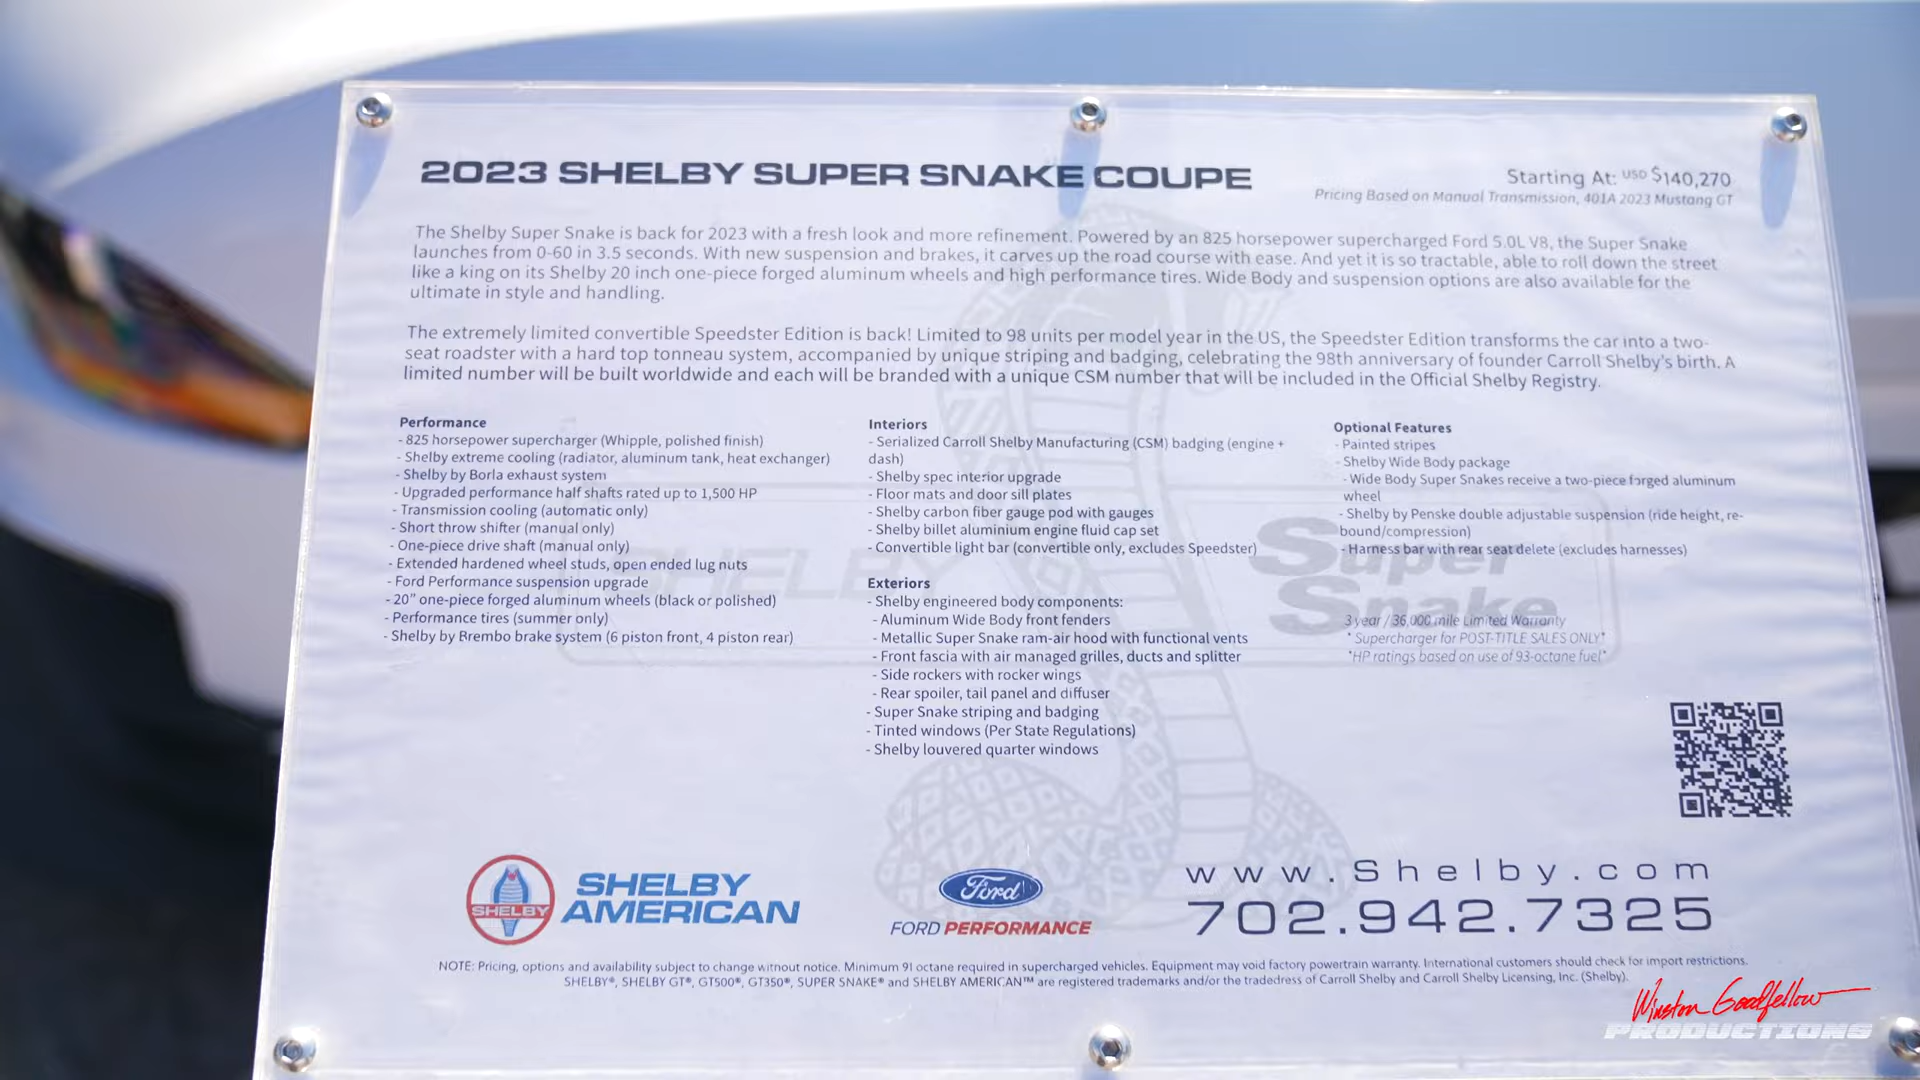 2023 SHELBY SUPER SNAKE COUPE
Starting At: USD $140,270
Pricing Based on Manual Transmission, 401A 2023 Mustang GT
The Shelby Super Snake is back for 2023 with a fresh look and more refinement. Powered by an 825 horsepower supercharged Ford 5.0L V8, the Super Snake
launches from 0-60 in 3.5 seconds. With new suspension and brakes, it carves up the road course with ease. And yet it is so tractable, able to roll down the street
like a king on its Shelby 20 inch one-piece forged aluminum wheels and high performance tires. Wide Body and suspension options are also available for the
ultimate in style and handling.
The extremely limited convertible Speedster Edition is back! Limited to 98 units per model year in the US, the Speedster Edition transforms the car into a two-
seat roadster with a hard top tonneau system, accompanied by unique striping and badging, celebrating the 98th anniversary of founder Carroll Shelby's birth. A
limited number will be built worldwide and each will be branded with a unique CSM number that will be included in the Official Shelby Registry.
Performance
- 825 horsepower supercharger (Whipple, polished finish)
- Shelby extreme cooling (radiator, aluminum tank, heat exchanger)
- Shelby by Borla exhaust system
- Upgraded performance half shafts rated up to 1,500 HP
- Transmission cooling (automatic only)
- Short throw shifter (manual only)
- One-piece drive shaft (manual only)
- Extended hardened wheel studs, open ended lug nuts
- Ford Performance suspension upgrade
- 20" one-piece forged aluminum wheels (black or polished)
- Performance tires (summer only)
- Shelby by Brembo brake system (6 piston front, 4 piston rear)
Interiors
- Serialized Carroll Shelby Manufacturing (CSM) badging (engine +
dash)
- Shelby spec interior upgrade
- Floor mats and door sill plates
- Shelby carbon fiber gauge pod with gauges
- Shelby billet aluminium engine fluid cap set
- Convertible light bar (convertible only, excludes Speedster)
Exteriors
- Shelby engineered body components:
- Aluminum Wide Body front fenders
- Metallic Super Snake ram-air hood with functional vents
- Front fascia with air managed grilles, ducts and splitter
- Side rockers with rocker wings
- Rear spoiler, tail panel and diffuser
- Super Snake striping and badging
- Tinted windows (Per State Regulations)
- Shelby louvered quarter windows
Optional Features
- Painted stripes
- Shelby Wide Body package
- Wide Body Super Snakes receive a two-piece forged aluminum
wheel
- Shelby by Penske double adjustable suspension (ride height, re-
bound/compression)
- Harness bar with rear seat delete (excludes harnesses)
SHELBY
Super
Snake
3 year / 36,000 mile Limited Warranty
* Supercharger for POST-TITLE SALES ONLY*
*HP ratings based on use of 93-octane fuel*
SHELBY
SHELBY
AMERICAN
Ford
FORD PERFORMANCE
www.Shelby.com
702.942.7325
NOTE: Pricing, options and availability subject to change without notice. Minimum 91 octane required in supercharged vehicles. Equipment may void factory powertrain warranty. International customers should check for import restrictions.
SHELBY®, SHELBY GT®, GT500®, GT350®, SUPER SNAKE® and SHELBY AMERICAN™ are registered trademarks and/or the tradedress of Carroll Shelby and Carroll Shelby Licensing, Inc. (Shelby).
Winston Goodfellow
PRODUCTIONS